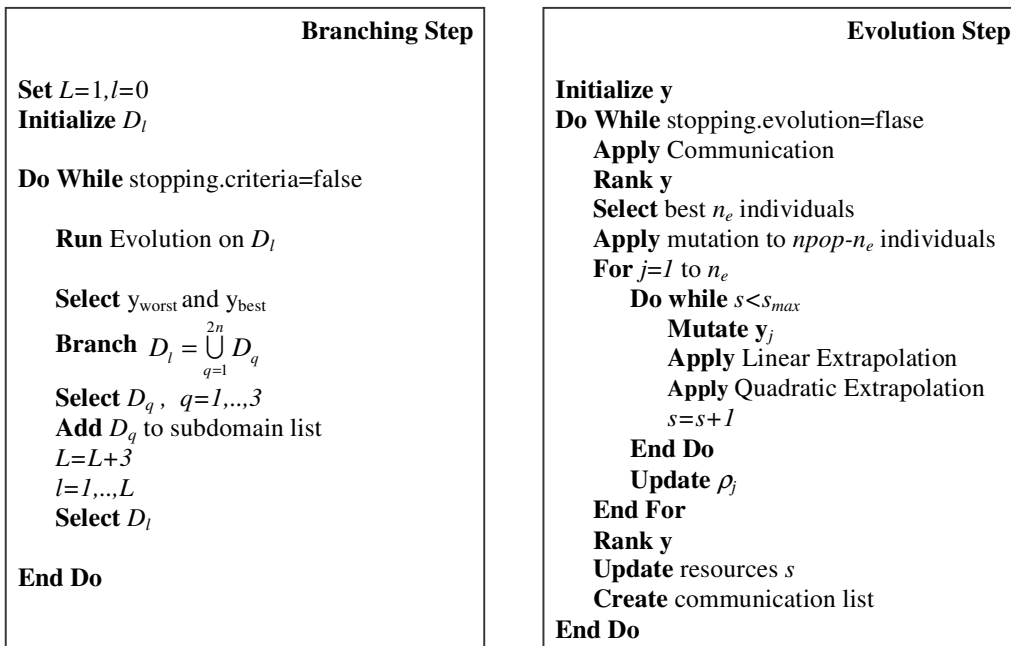 Branching Step
Set L=1,l=0
Initialize D_l
Do While stopping.criteria=false
Run Evolution on D_l
Select y_worst and y_best
Branch D_l = ⋃_{q=1}^{2n} D_q
Select D_q , q=1,..,3
Add D_q to subdomain list
L=L+3
l=1,..,L
Select D_l
End Do
Evolution Step
Initialize y
Do While stopping.evolution=flase
Apply Communication
Rank y
Select best n_e individuals
Apply mutation to npop-n_e individuals
For j=1 to n_e
Do while s<s_max
Mutate y_j
Apply Linear Extrapolation
Apply Quadratic Extrapolation
s=s+1
End Do
Update ρ_j
End For
Rank y
Update resources s
Create communication list
End Do